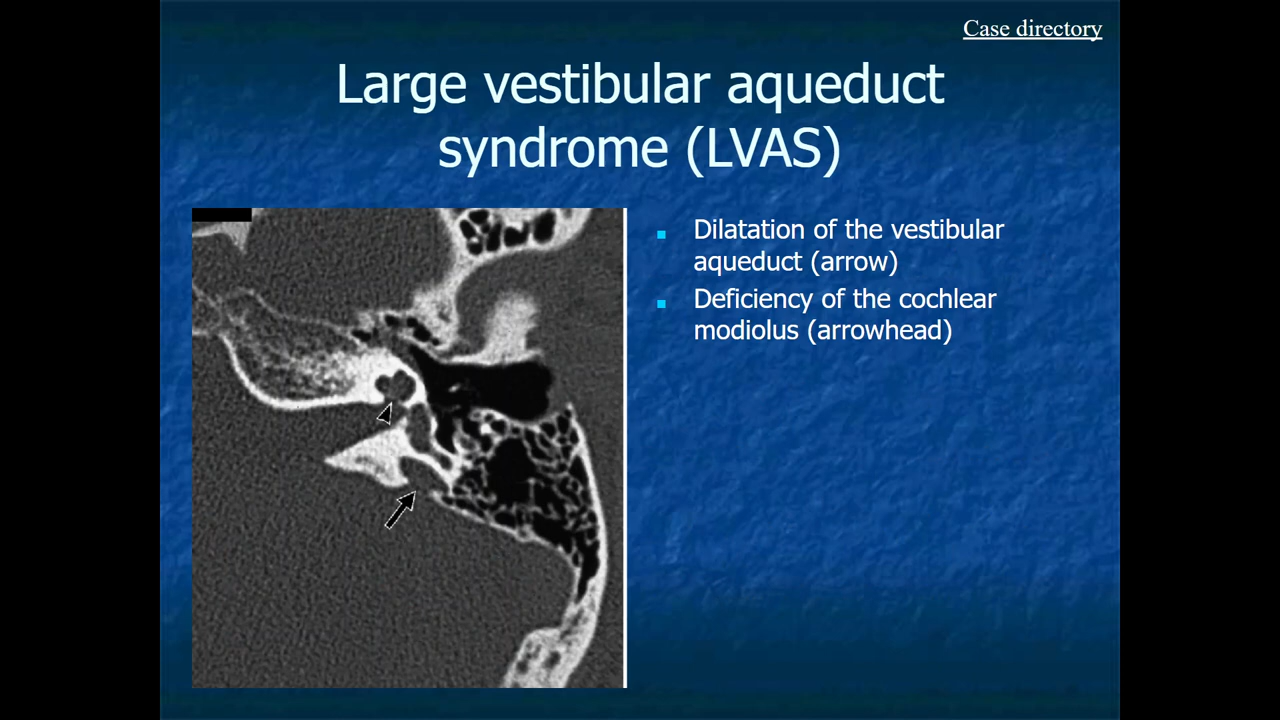 Case directory
Large vestibular aqueduct
syndrome (LVAS)
Dilatation of the vestibular
aqueduct (arrow)
Deficiency of the cochlear
modiolus (arrowhead)